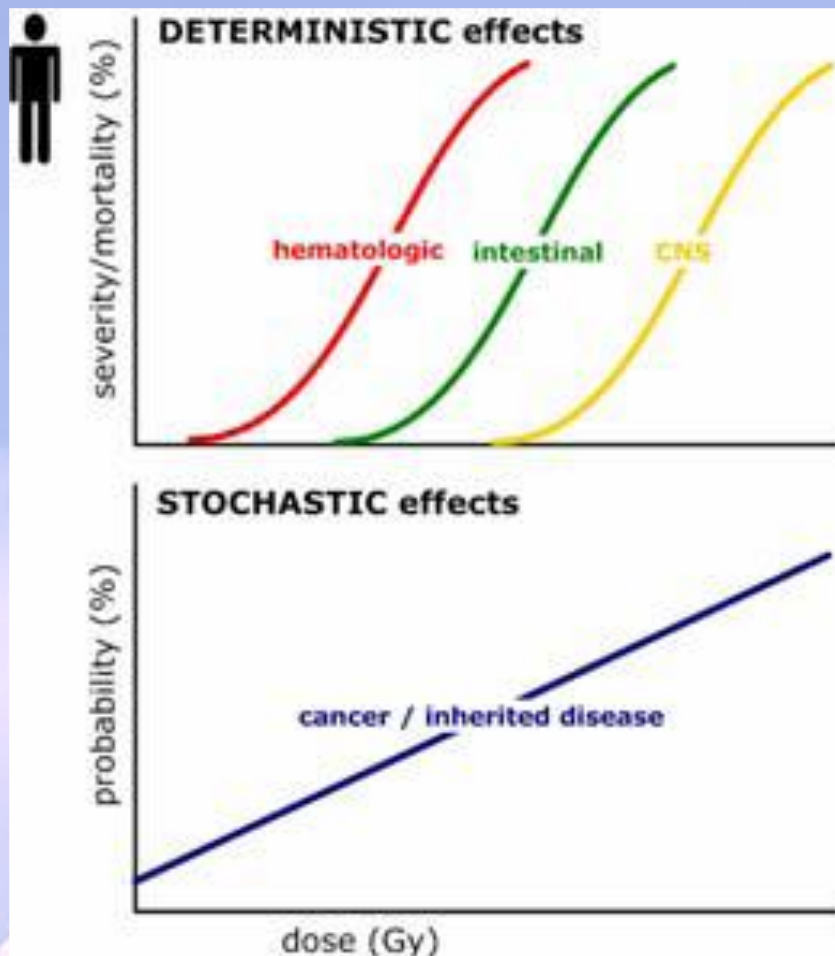 DETERMINISTIC effects
severity/mortality (%)
hematologic
intestinal
CNS
STOCHASTIC effects
probability (%)
cancer / inherited disease
dose (Gy)